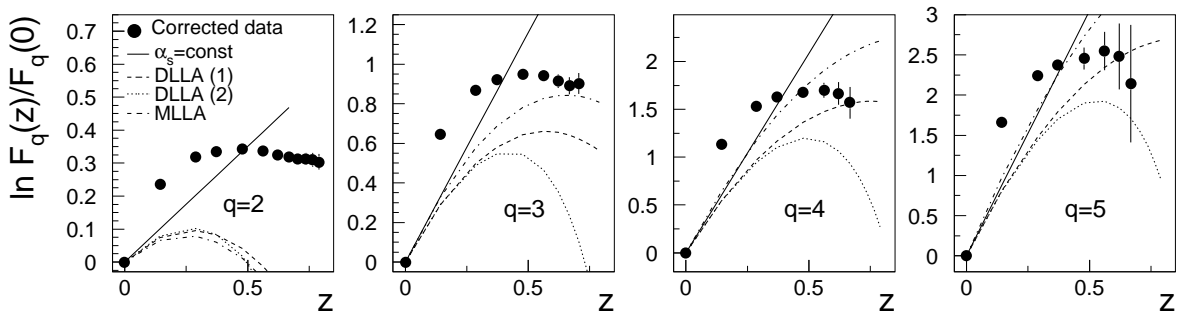 ln F_q(z)/F_q(0)
0.7
0.6
0.5
0.4
0.3
0.2
0.1
0
Corrected data
α_s=const
DLLA (1)
DLLA (2)
MLLA
q=2
0 0.5 z
1.2
1
0.8
0.6
0.4
0.2
0
q=3
0 0.5 z
2
1.5
1
0.5
0
q=4
0 0.5 z
3
2.5
2
1.5
1
0.5
0
q=5
0 0.5 z